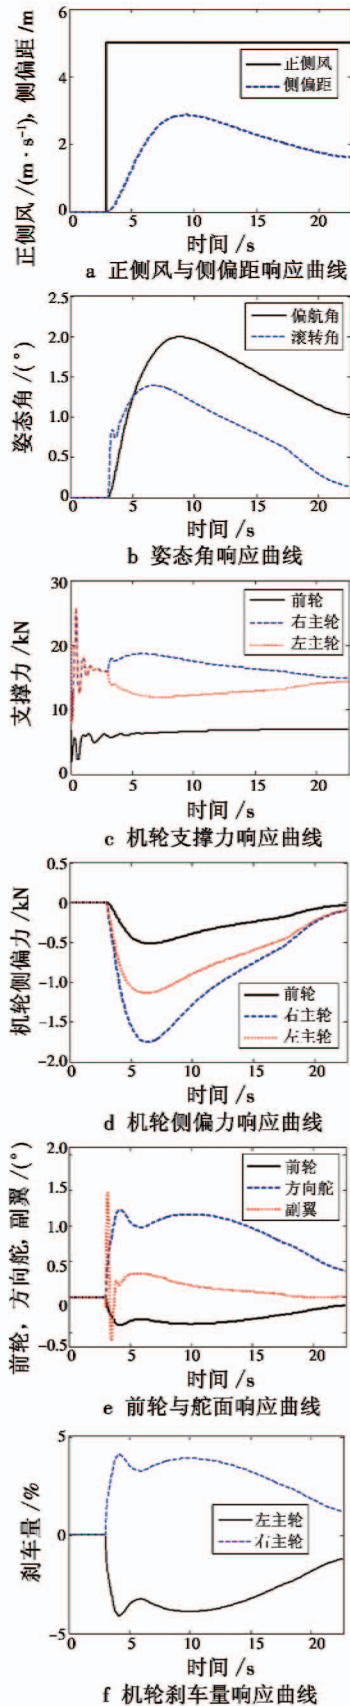 正侧风 /(m · s⁻¹), 侧偏距 /m
6
4
2
0
正侧风
侧偏距
0 5 10 15 20
时间 /s
a 正侧风与侧偏距响应曲线
姿态角 /(°)
2.5
2.0
1.5
1.0
0.5
0
偏航角
滚转角
0 5 10 15 20
时间 /s
b 姿态角响应曲线
支撑力 /kN
30
20
10
0
前轮
右主轮
左主轮
0 5 10 15 20
时间 /s
c 机轮支撑力响应曲线
机轮侧偏力 /kN
0.5
0
-0.5
-1.0
-1.5
-2.0
前轮
右主轮
左主轮
0 5 10 15 20
时间 /s
d 机轮侧偏力响应曲线
前轮, 方向舵, 副翼 /(°)
2.0
1.5
1.0
0.5
0
-0.5
前轮
方向舵
副翼
0 5 10 15 20
时间 /s
e 前轮与舵面响应曲线
刹车量 /%
5
0
-5
左主轮
右主轮
0 5 10 15 20
时间 /s
f 机轮刹车量响应曲线